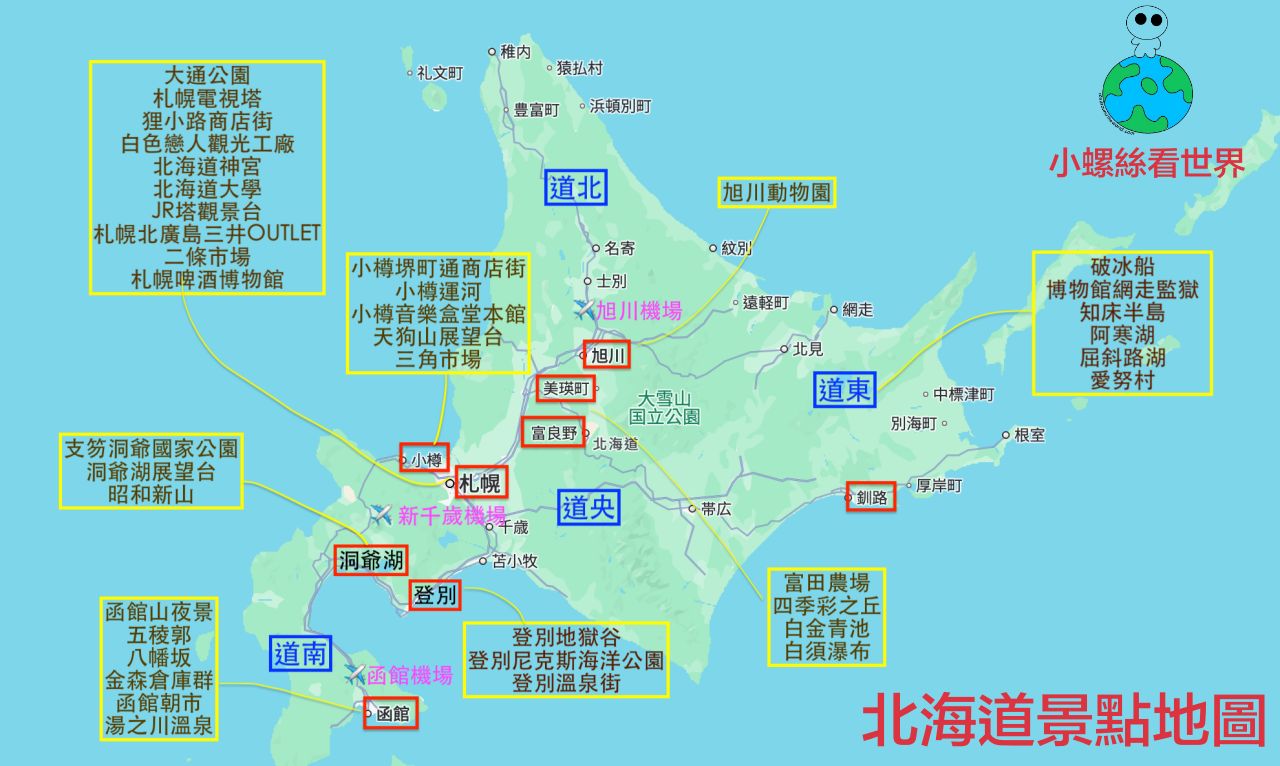 稚内
礼文町
猿払村
豊富町
浜頓別町
小螺絲看世界
大通公園
札幌電視塔
狸小路商店街
白色戀人觀光工廠
北海道神宮
北海道大學
JR塔觀景台
札幌北廣島三井OUTLET
二條市場
札幌啤酒博物館
道北
旭川動物園
名寄
紋別
士別
旭川機場
遠軽町
網走
小樽堺町通商店街
小樽運河
小樽音樂盒堂本館
天狗山展望台
三角市場
破冰船
博物館網走監獄
知床半島
阿寒湖
屈斜路湖
愛努村
旭川
北見
美瑛町
大雪山
国立公園
道東
中標津町
別海町
根室
富良野
北海道
支笏洞爺國家公園
洞爺湖展望台
昭和新山
小樽
札幌
道央
帯広
釧路
厚岸町
新千歲機場
千歳
洞爺湖
苫小牧
登別
富田農場
四季彩之丘
白金青池
白須瀑布
函館山夜景
五稜郭
八幡坂
金森倉庫群
函館朝市
湯之川溫泉
道南
登別地獄谷
登別尼克斯海洋公園
登別溫泉街
函館機場
函館
北海道景點地圖